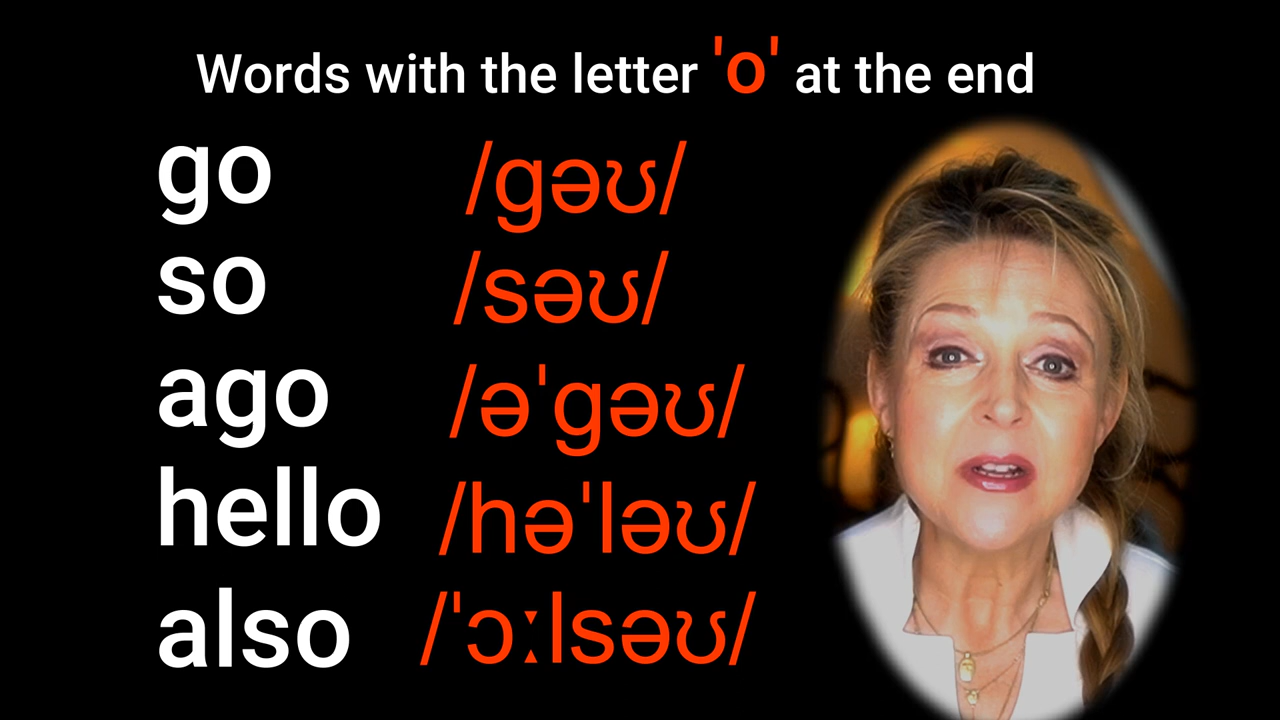 Words with the letter 'o' at the end
go /gəʊ/
so /səʊ/
ago /əˈgəʊ/
hello /həˈləʊ/
also /ˈɔːlsəʊ/